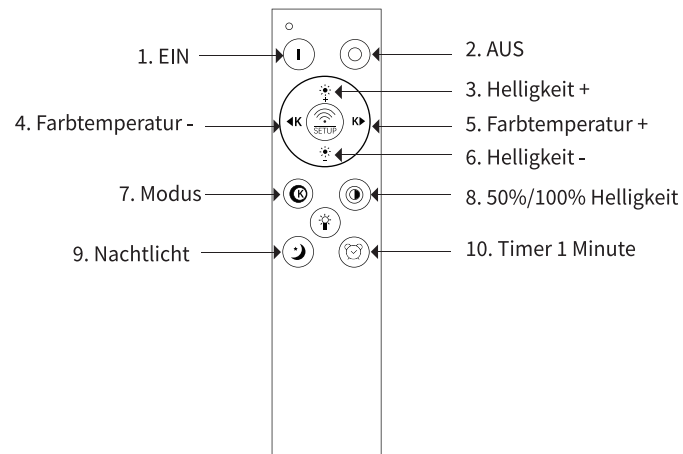 1. EIN
2. AUS
3. Helligkeit +
4. Farbtemperatur -
K
SETUP
K
5. Farbtemperatur +
6. Helligkeit -
7. Modus
K
8. 50%/100% Helligkeit
9. Nachtlicht
10. Timer 1 Minute